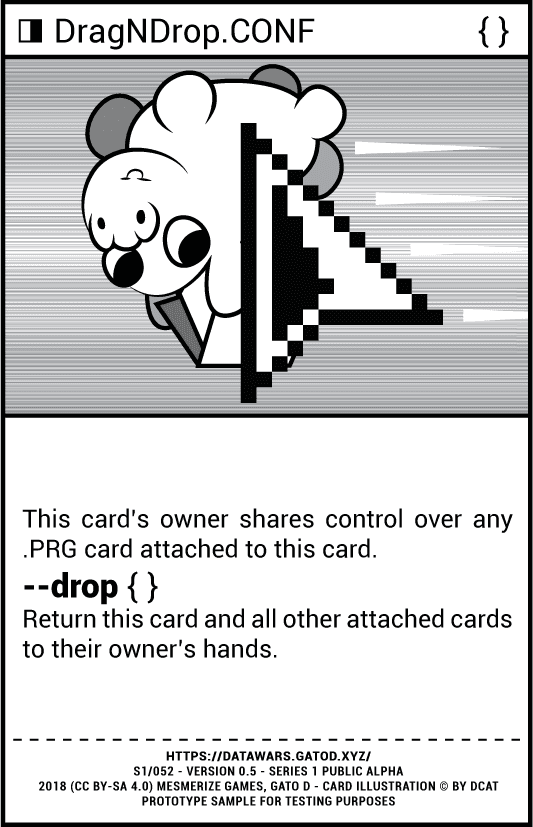 DragNDrop.CONF { }
This card's owner shares control over any
.PRG card attached to this card.
--drop { }
Return this card and all other attached cards
to their owner's hands.
HTTPS://DATAWARS.GATOD.XYZ/
S1/052 - VERSION 0.5 - SERIES 1 PUBLIC ALPHA
2018 (CC BY-SA 4.0) MESMERIZE GAMES, GATO D - CARD ILLUSTRATION © BY DCAT
PROTOTYPE SAMPLE FOR TESTING PURPOSES